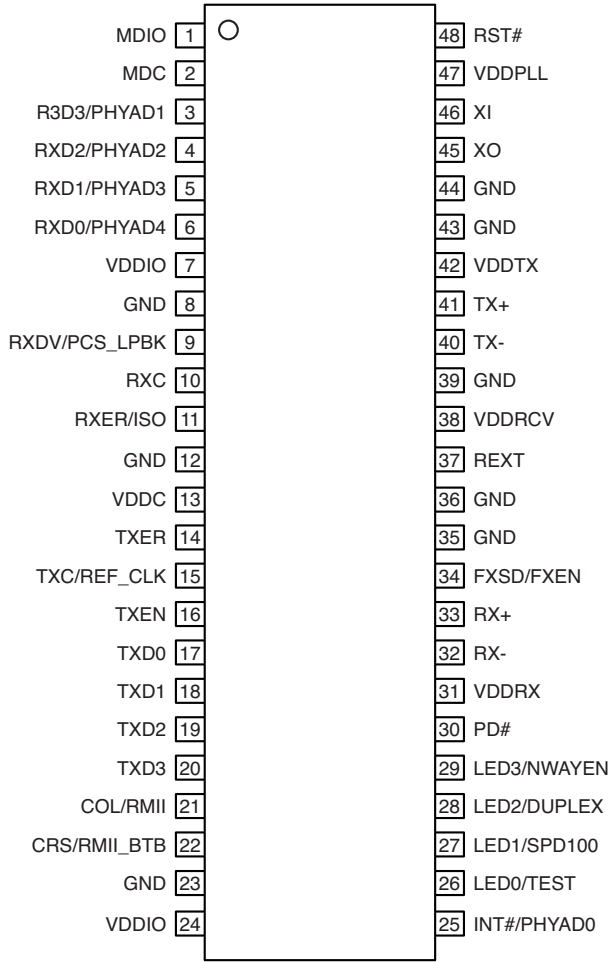 MDIO 1 48 RST#
MDC 2 47 VDDPLL
R3D3/PHYAD1 3 46 XI
RXD2/PHYAD2 4 45 XO
RXD1/PHYAD3 5 44 GND
RXD0/PHYAD4 6 43 GND
VDDIO 7 42 VDDTX
GND 8 41 TX+
RXDV/PCS_LPBK 9 40 TX-
RXC 10 39 GND
RXER/ISO 11 38 VDDRCV
GND 12 37 REXT
VDDC 13 36 GND
TXER 14 35 GND
TXC/REF_CLK 15 34 FXSD/FXEN
TXEN 16 33 RX+
TXD0 17 32 RX-
TXD1 18 31 VDDRX
TXD2 19 30 PD#
TXD3 20 29 LED3/NWAYEN
COL/RMII 21 28 LED2/DUPLEX
CRS/RMII_BTB 22 27 LED1/SPD100
GND 23 26 LED0/TEST
VDDIO 24 25 INT#/PHYAD0